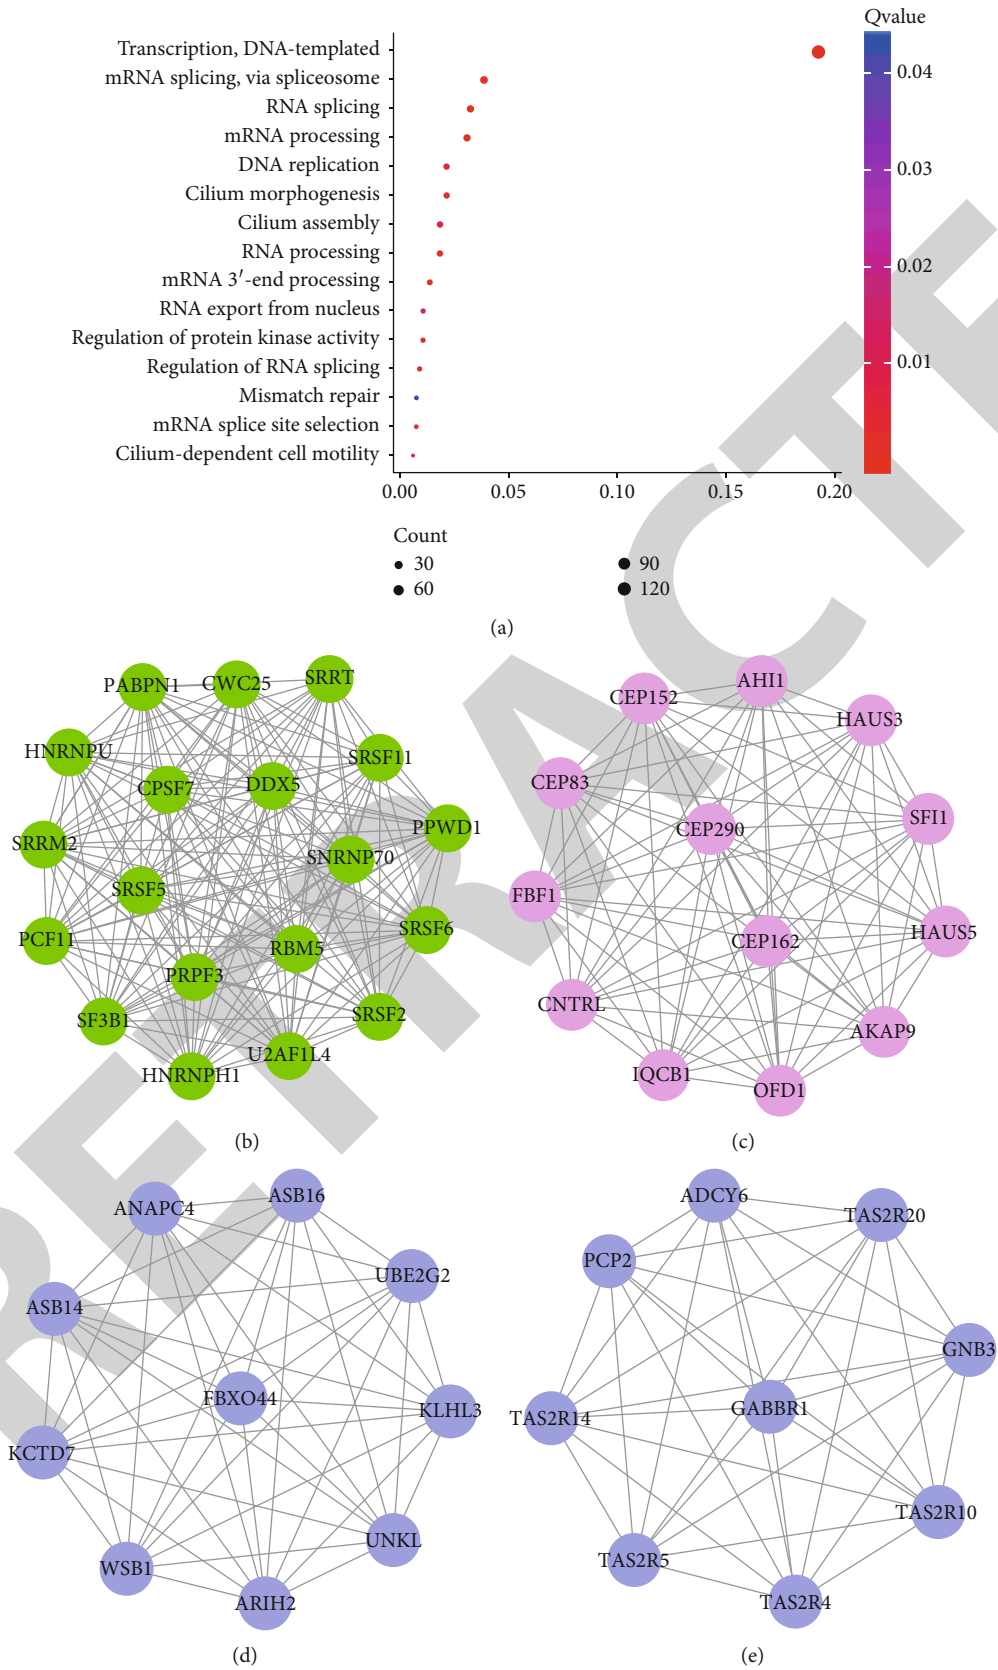 Qvalue
Transcription, DNA-templated
mRNA splicing, via spliceosome
RNA splicing
mRNA processing
DNA replication
Cilium morphogenesis
Cilium assembly
RNA processing
mRNA 3′-end processing
RNA export from nucleus
Regulation of protein kinase activity
Regulation of RNA splicing
Mismatch repair
mRNA splice site selection
Cilium-dependent cell motility
0.04
0.03
0.02
0.01
0.00 0.05 0.10 0.15 0.20
Count
30 90
60 120
(a)
PABPN1 CWC25 SRRT
HNRNPU SRSF11
CPSF7 DDX5
SRRM2 SNRNP70 PPWD1
SRSF5
PCF11 RBM5 SRSF6
PRPF3
SF3B1 SRSF2
U2AF1L4
HNRNPH1
(b)
CEP152 AHI1
HAUS3
CEP83
CEP290 SFI1
FBF1
CEP162 HAUS5
CNTRL
AKAP9
IQCB1 OFD1
(c)
ANAPC4 ASB16
UBE2G2
ASB14
FBXO44 KLHL3
KCTD7
UNKL
WSB1
ARIH2
(d)
ADCY6 TAS2R20
PCP2
GNB3
TAS2R14 GABBR1
TAS2R10
TAS2R5
TAS2R4
(e)
RETRACTE